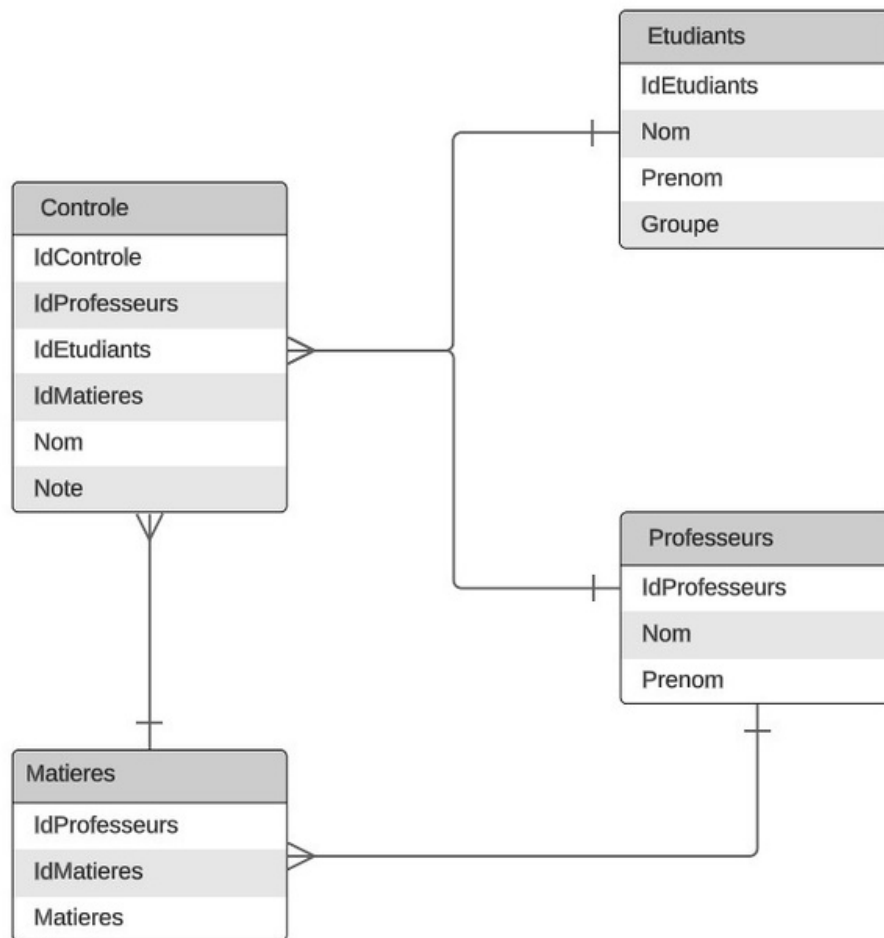 Etudiants
IdEtudiants
Nom
Prenom
Groupe
Controle
IdControle
IdProfesseurs
IdEtudiants
IdMatieres
Nom
Note
Professeurs
IdProfesseurs
Nom
Prenom
Matieres
IdProfesseurs
IdMatieres
Matieres